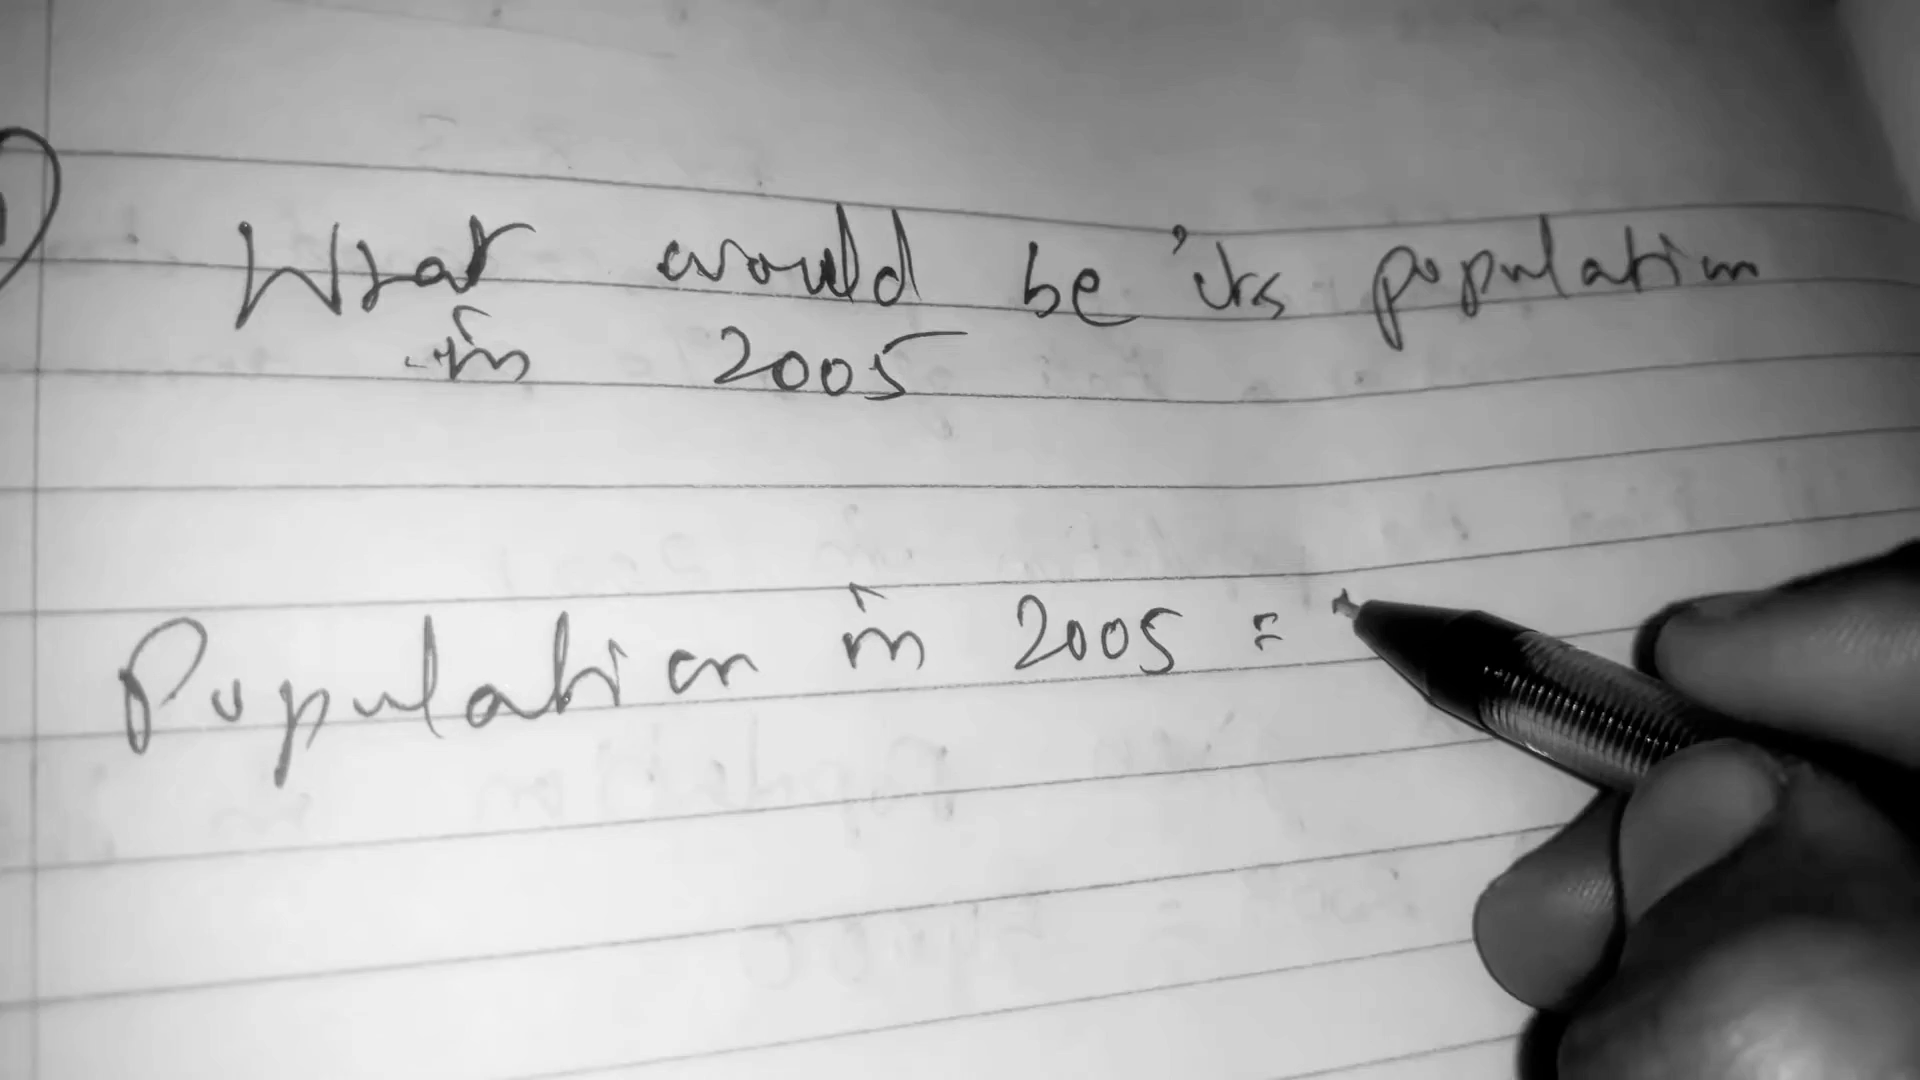 What would be its population
in 2005
Population in 2005 =